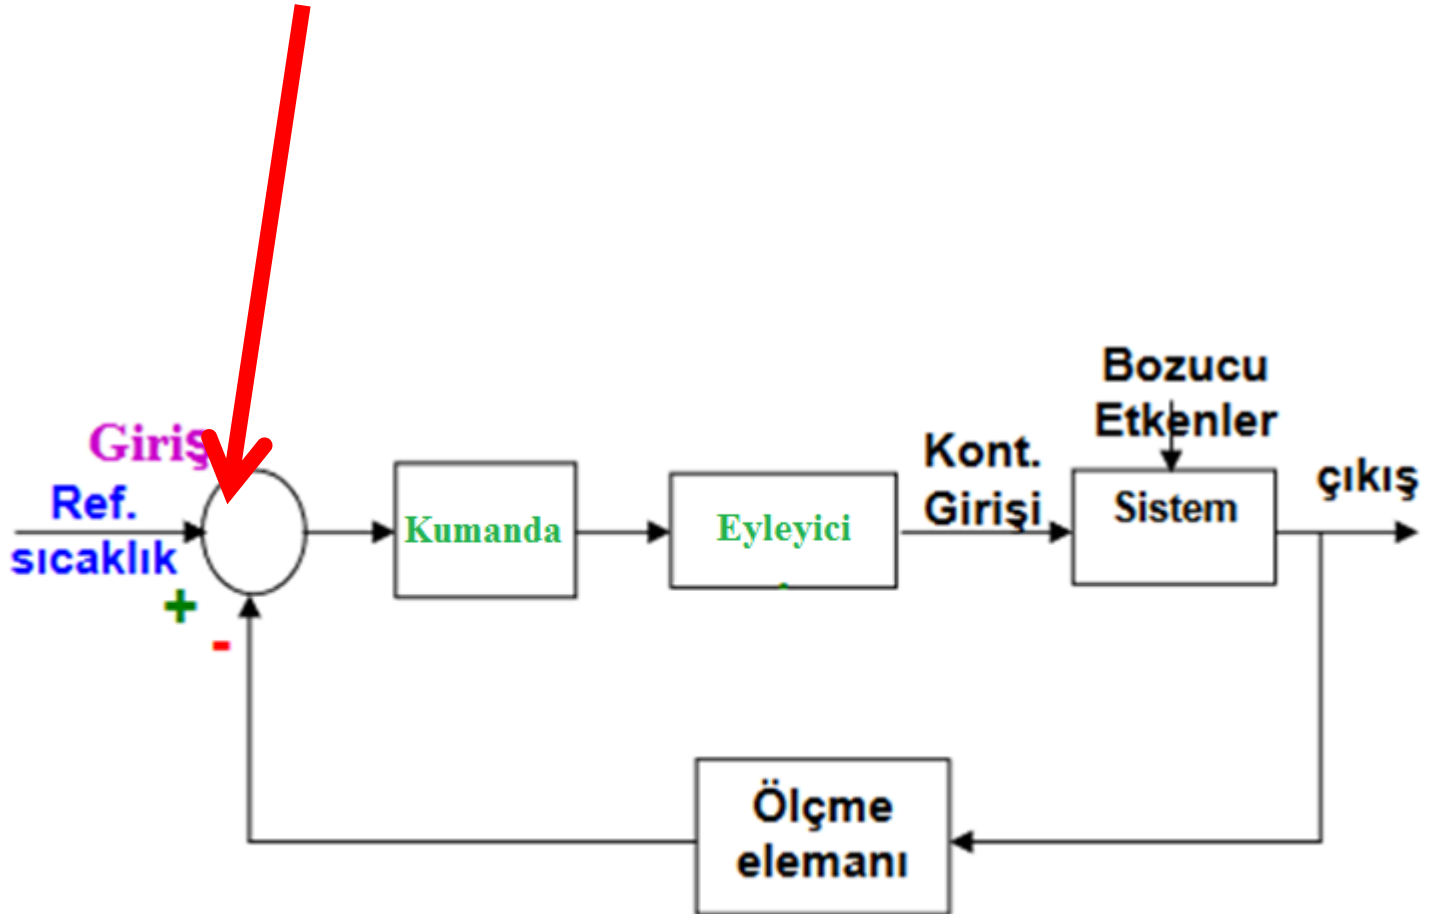 Giriş
Ref.
sıcaklık
+
-
Kumanda
Eyleyici
Kont.
Girişi
Bozucu
Etkenler
Sistem
çıkış
Ölçme
elemanı